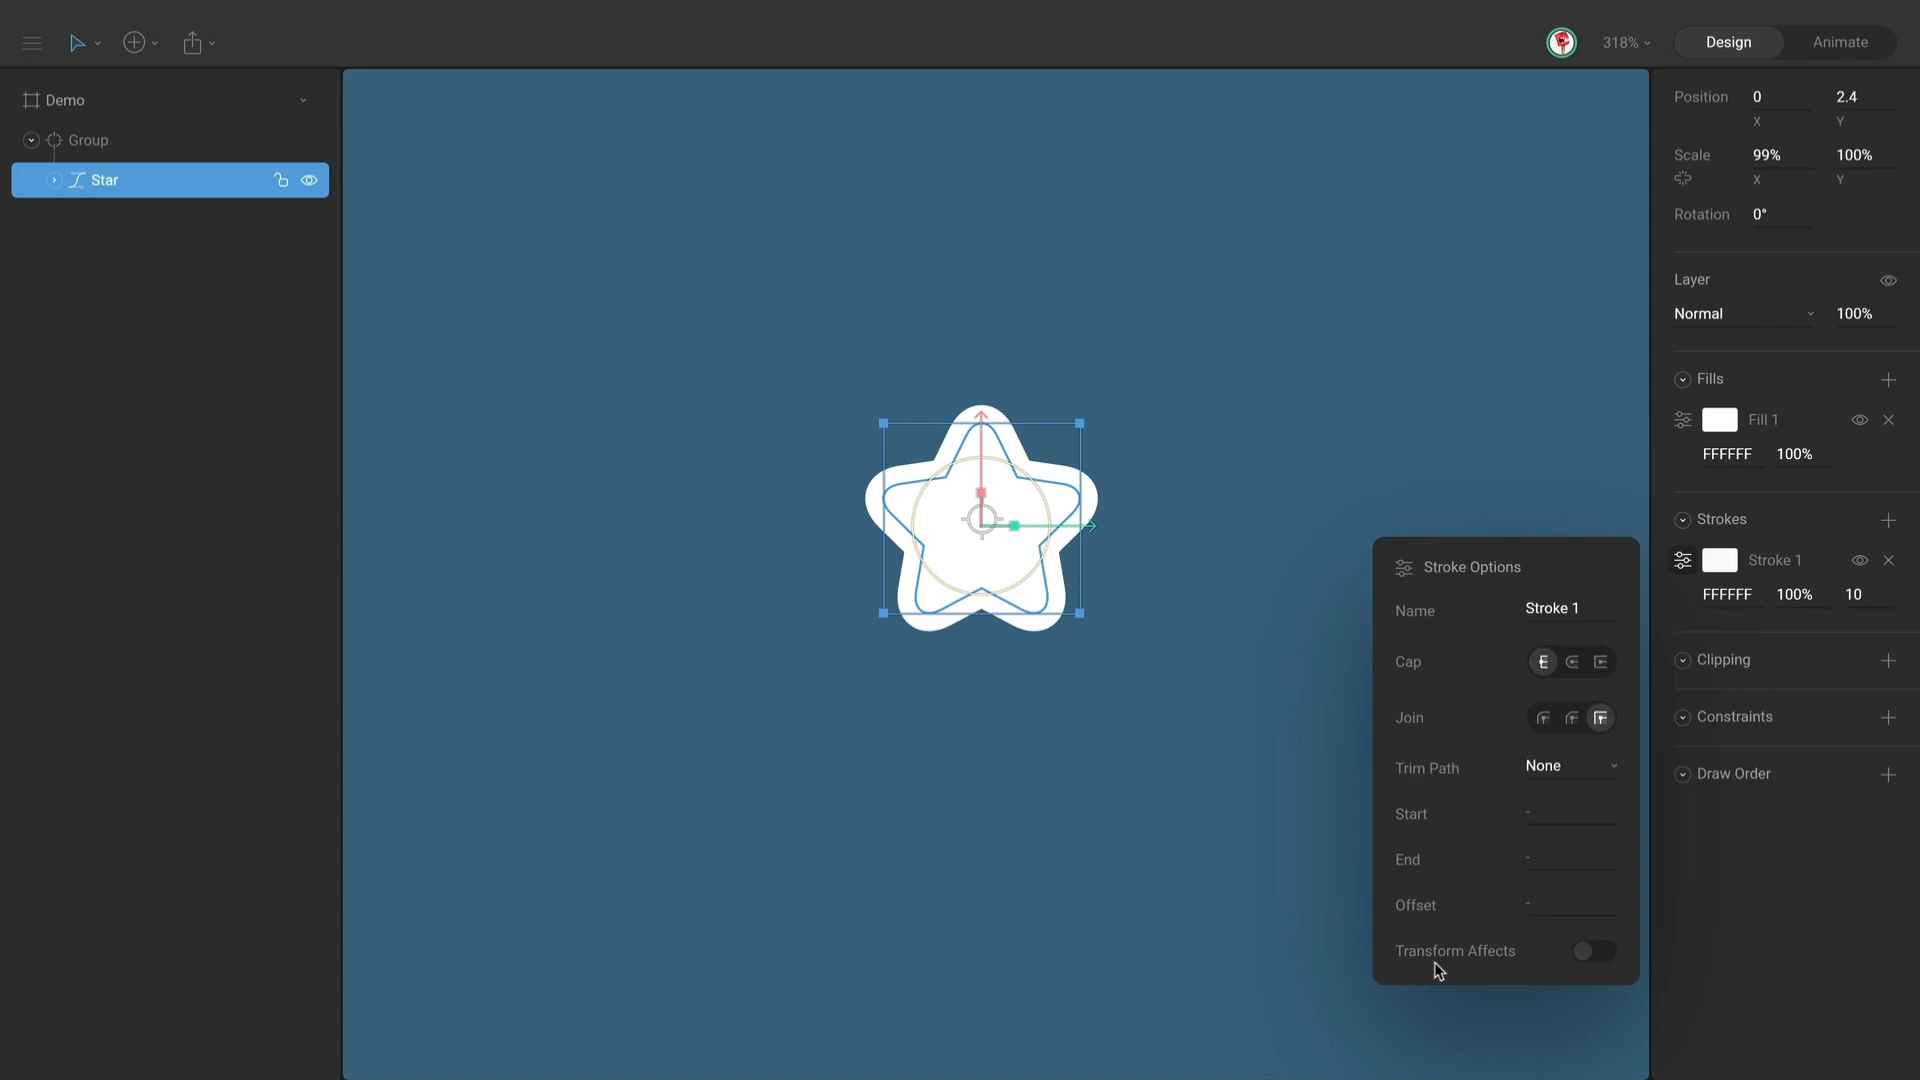 318%
Design
Animate
Demo
Group
Star
Position 0 2.4
X Y
Scale 99% 100%
X Y
Rotation 0°
Layer
Normal 100%
Fills
Fill 1
FFFFFF 100%
Strokes
Stroke 1
FFFFFF 100% 10
Clipping
Constraints
Draw Order
Stroke Options
Name Stroke 1
Cap
Join
Trim Path None
Start -
End -
Offset -
Transform Affects